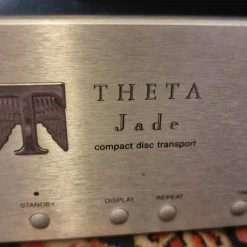 THETA
Jade
compact disc transport
STANDBY
DISPLAY
REPEAT